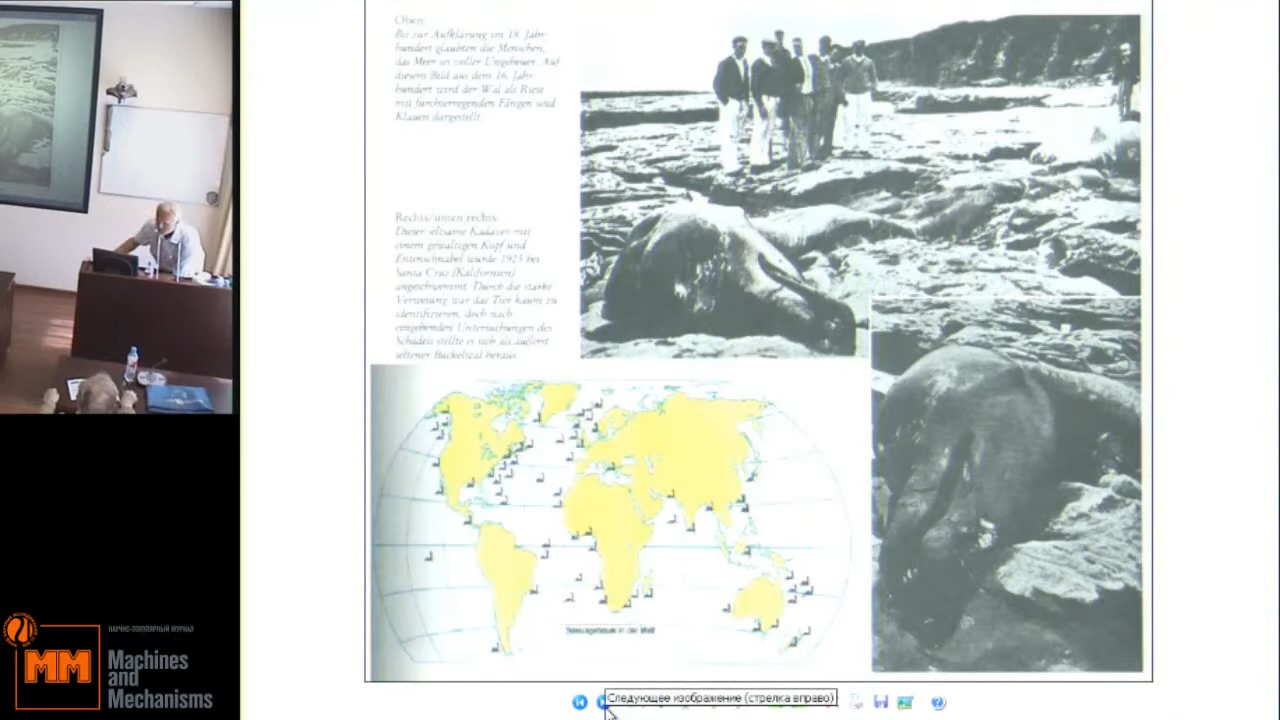 Oben:
Bis zur Aufklärung im 18. Jahr-
hundert glaubten die Menschen,
das Meer sei voller Ungeheuer. Auf
diesem Bild aus dem 16. Jahr-
hundert wird der Wal als Riese
mit furchterregenden Fängen und
Klauen dargestellt.
Rechts/unten rechts:
Dieser seltsame Kadaver mit
einem gewaltigen Kopf und
Entenschnabel wurde 1925 bei
Santa Cruz (Kalifornien)
angeschwemmt. Durch die starke
Verwesung war das Tier kaum zu
identifizieren, doch nach
eingehenden Untersuchungen des
Schädels stellte es sich als äußerst
seltener Buckelwal heraus.
in der Welt
Следующее изображение (стрелка вправо)
НАУЧНО-ПОПУЛЯРНЫЙ ЖУРНАЛ
MM
Machines
and
Mechanisms